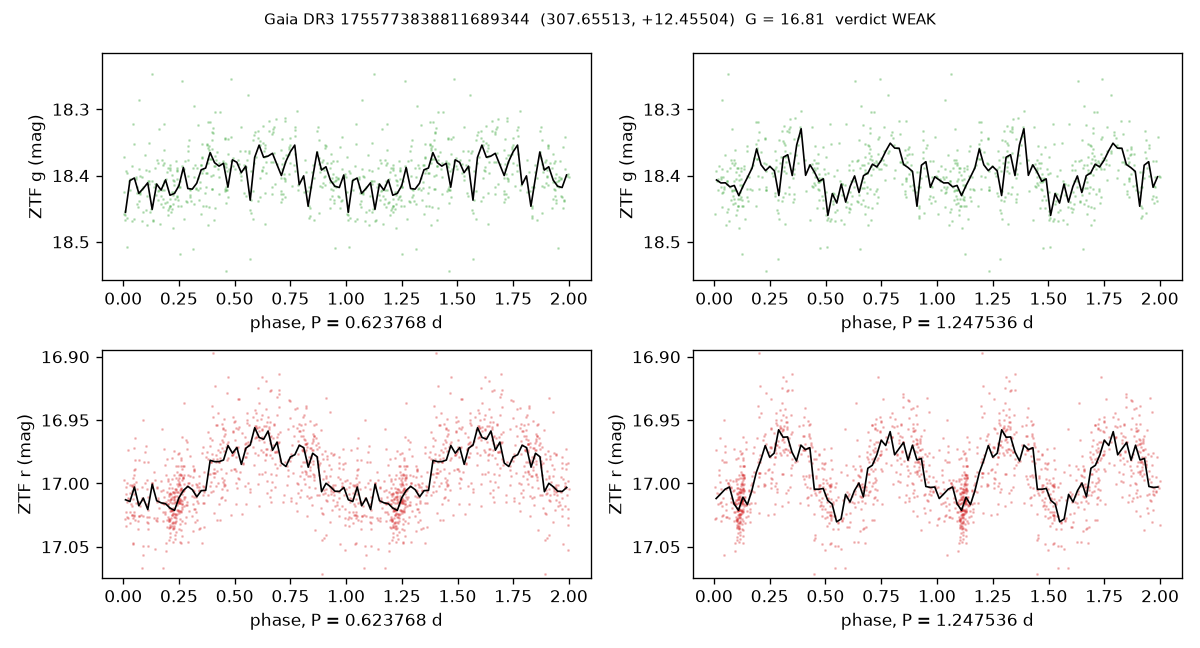 Gaia DR3 1755773838811689344 (307.65513, +12.45504) G = 16.81 verdict WEAK
ZTF g (mag)
18.3
18.4
18.5
0.00 0.25 0.50 0.75 1.00 1.25 1.50 1.75 2.00
phase, P = 0.623768 d
ZTF g (mag)
18.3
18.4
18.5
0.00 0.25 0.50 0.75 1.00 1.25 1.50 1.75 2.00
phase, P = 1.247536 d
ZTF r (mag)
16.90
16.95
17.00
17.05
0.00 0.25 0.50 0.75 1.00 1.25 1.50 1.75 2.00
phase, P = 0.623768 d
ZTF r (mag)
16.90
16.95
17.00
17.05
0.00 0.25 0.50 0.75 1.00 1.25 1.50 1.75 2.00
phase, P = 1.247536 d